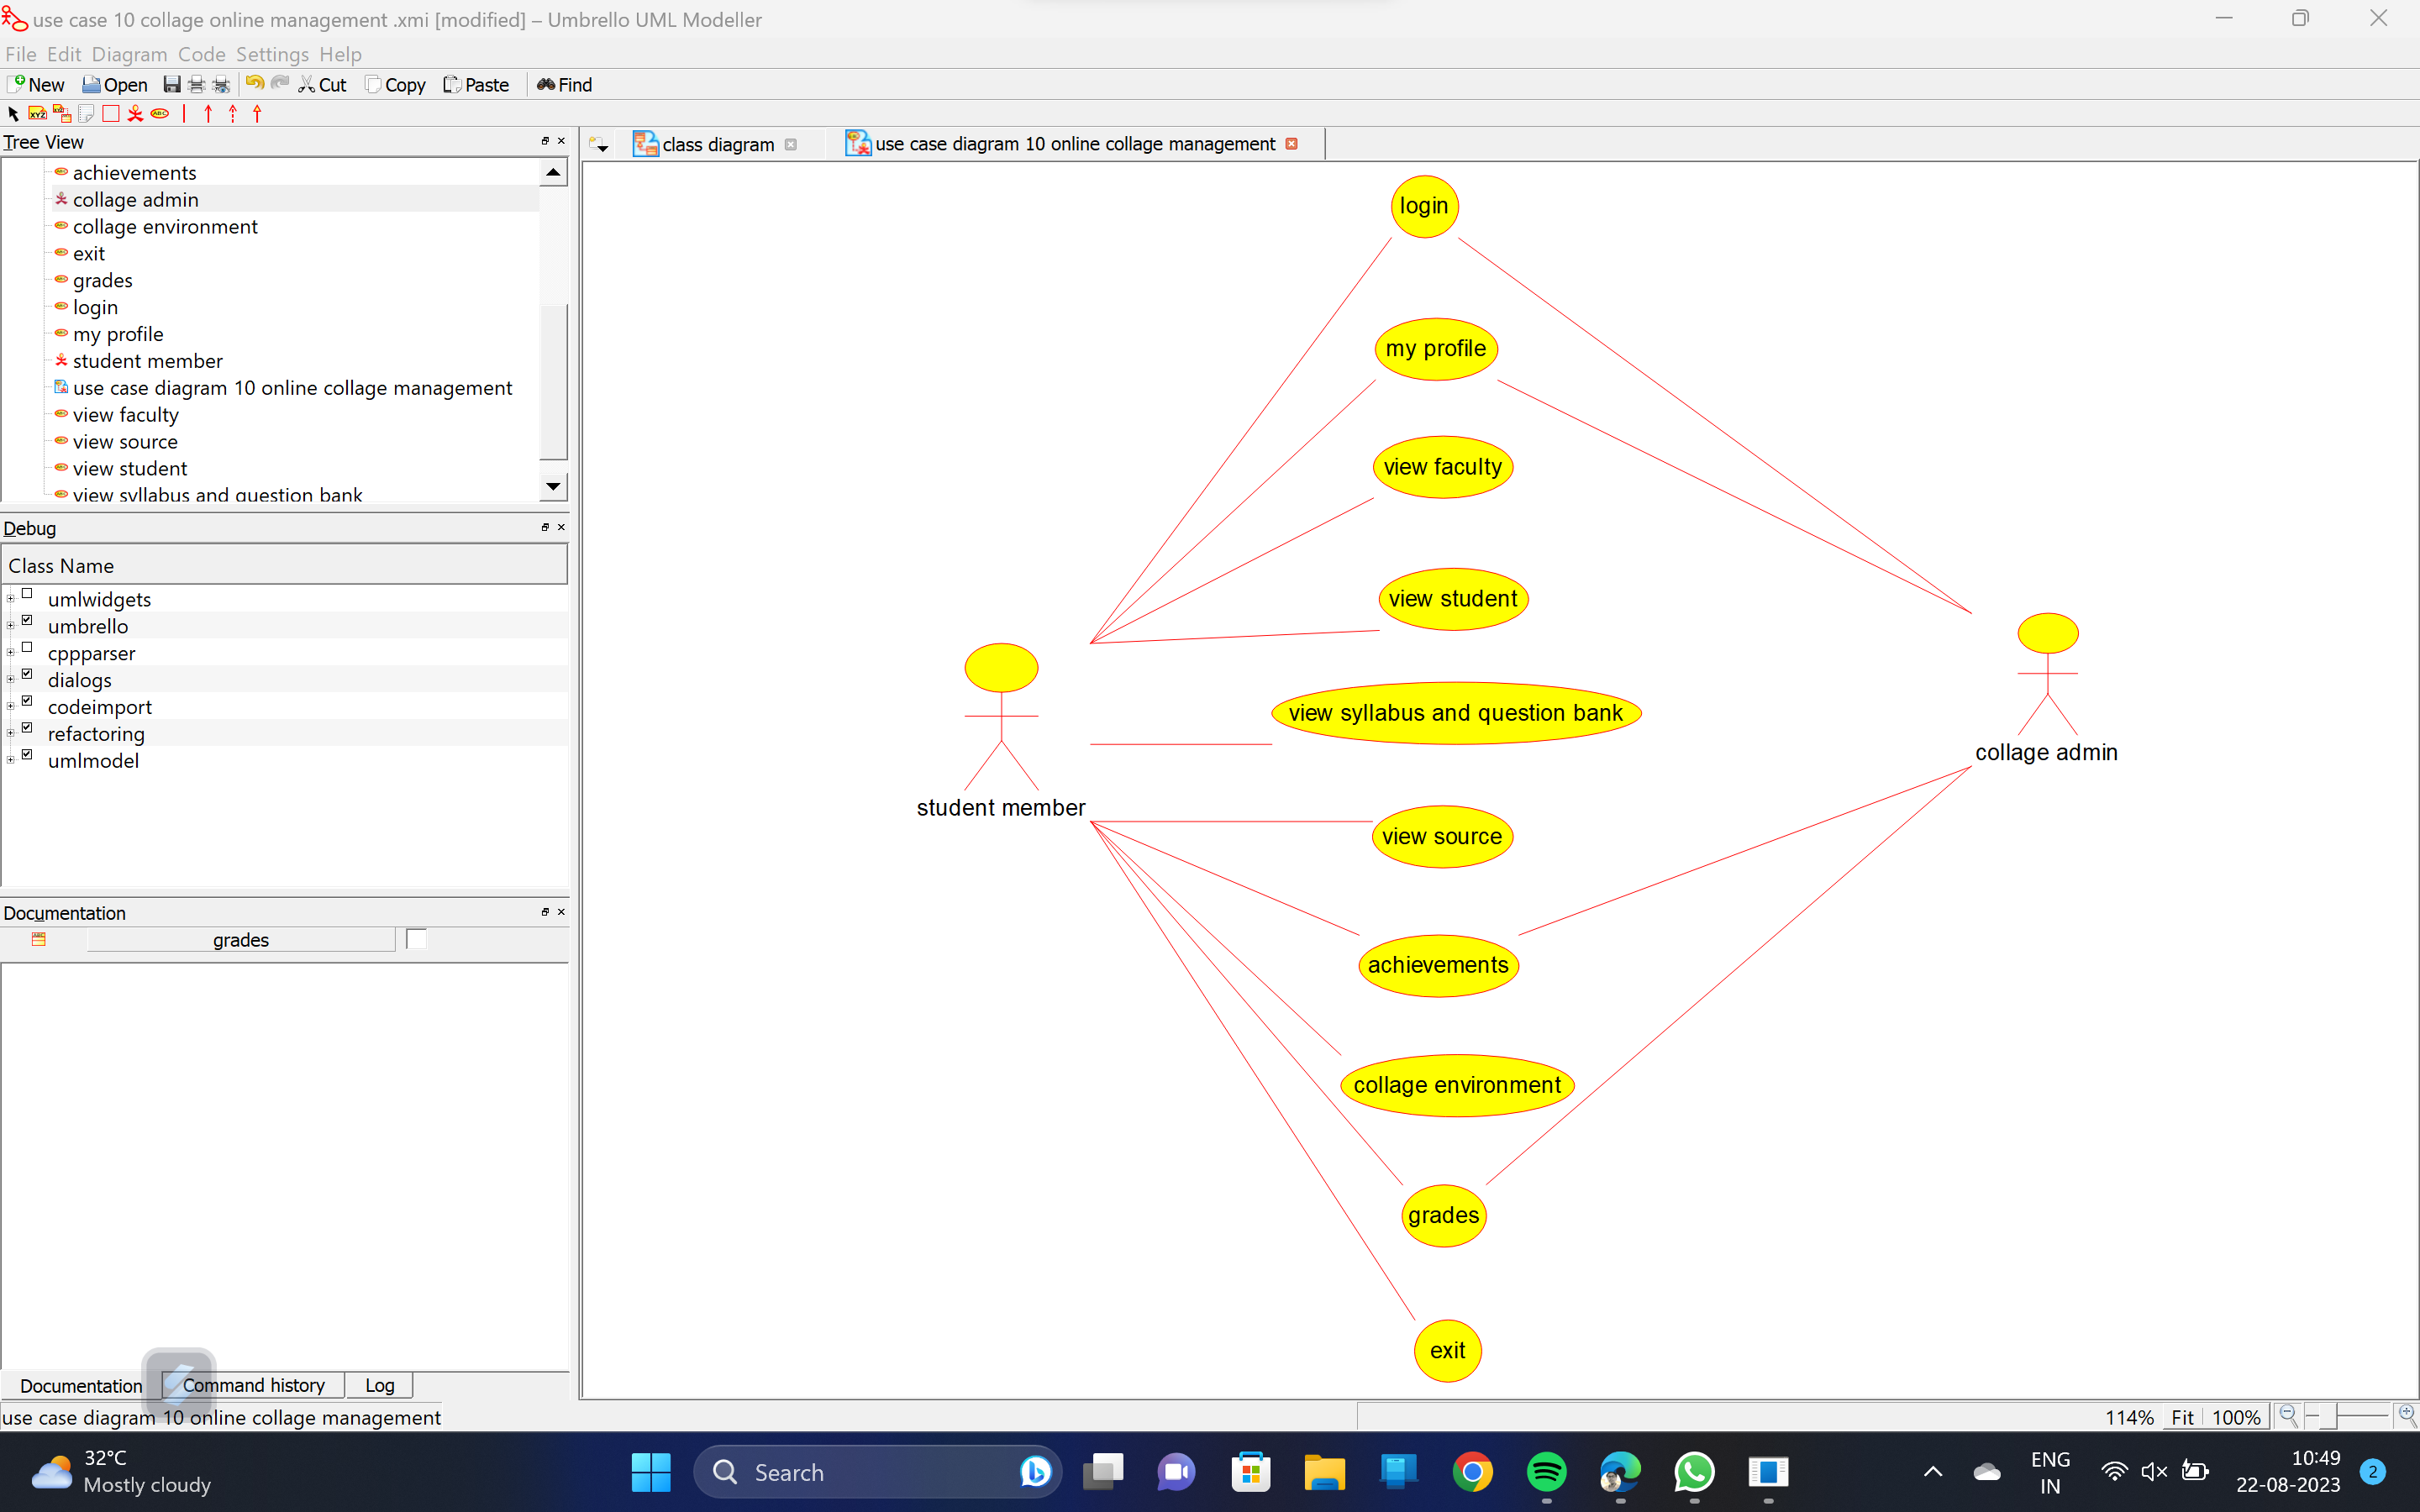 use case 10 collage online management .xmi [modified] – Umbrello UML Modeller
File Edit Diagram Code Settings Help
New Open Cut Copy Paste Find
XYZ ABC
Tree View
achievements
collage admin
collage environment
exit
grades
login
my profile
student member
use case diagram 10 online collage management
view faculty
view source
view student
view syllabus and question bank
Debug
Class Name
umlwidgets
umbrello
cppparser
dialogs
codeimport
refactoring
umlmodel
Documentation
grades
Documentation Command history Log
use case diagram 10 online collage management
class diagram
use case diagram 10 online collage management
login
my profile
view faculty
view student
view syllabus and question bank
student member
collage admin
view source
achievements
collage environment
grades
exit
114% Fit 100%
32°C
Mostly cloudy
Search
ENG
IN
10:49
22-08-2023
2